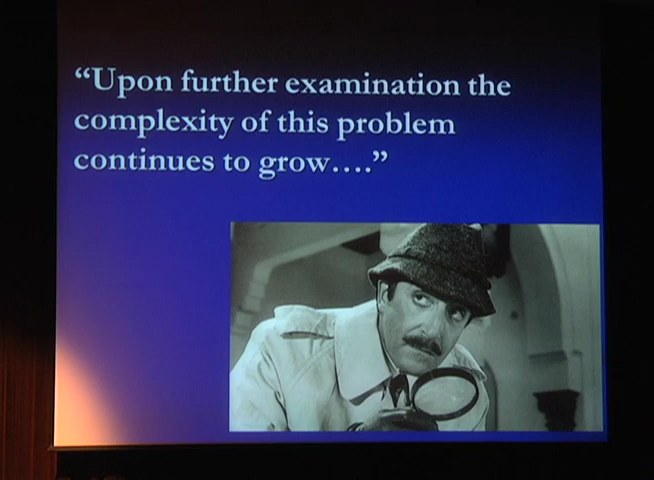 “Upon further examination the
complexity of this problem
continues to grow….”